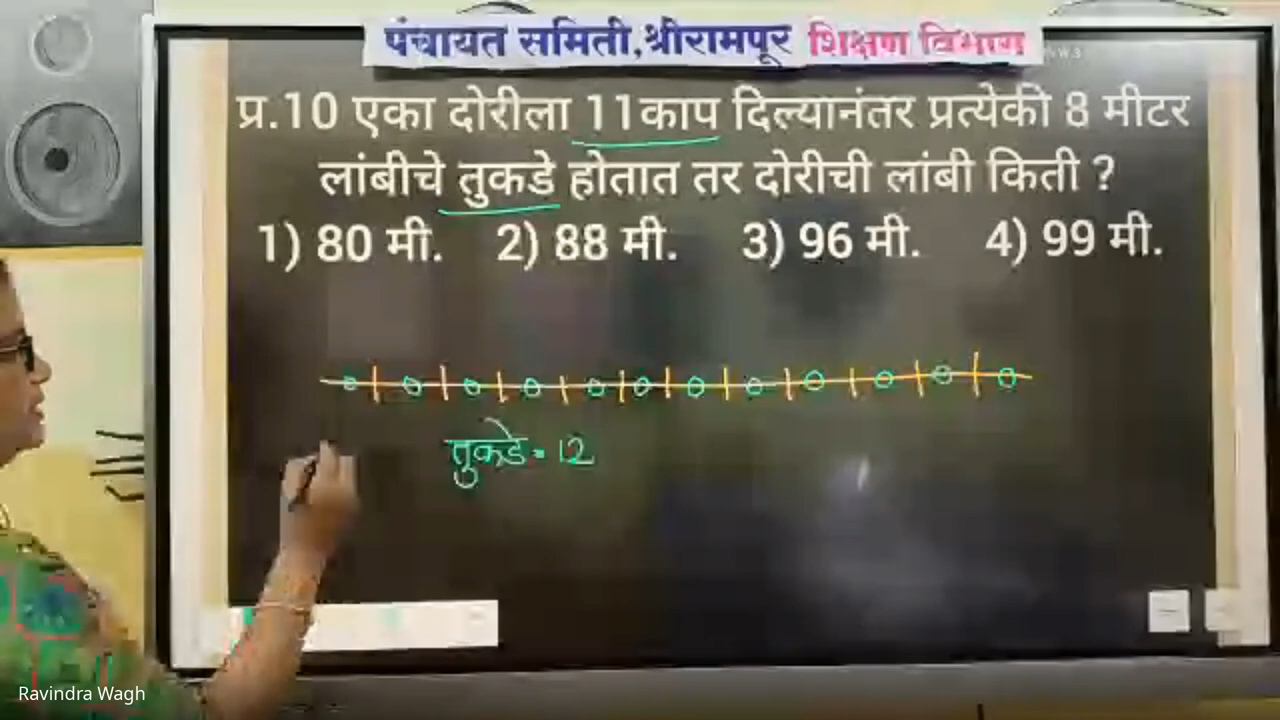 पंचायत समिती,श्रीरामपूर शिक्षण विभाग
प्र.10 एका दोरीला 11काप दिल्यानंतर प्रत्येकी 8 मीटर
लांबीचे तुकडे होतात तर दोरीची लांबी किती ?
1) 80 मी. 2) 88 मी. 3) 96 मी. 4) 99 मी.
तुकडे = 12
Ravindra Wagh